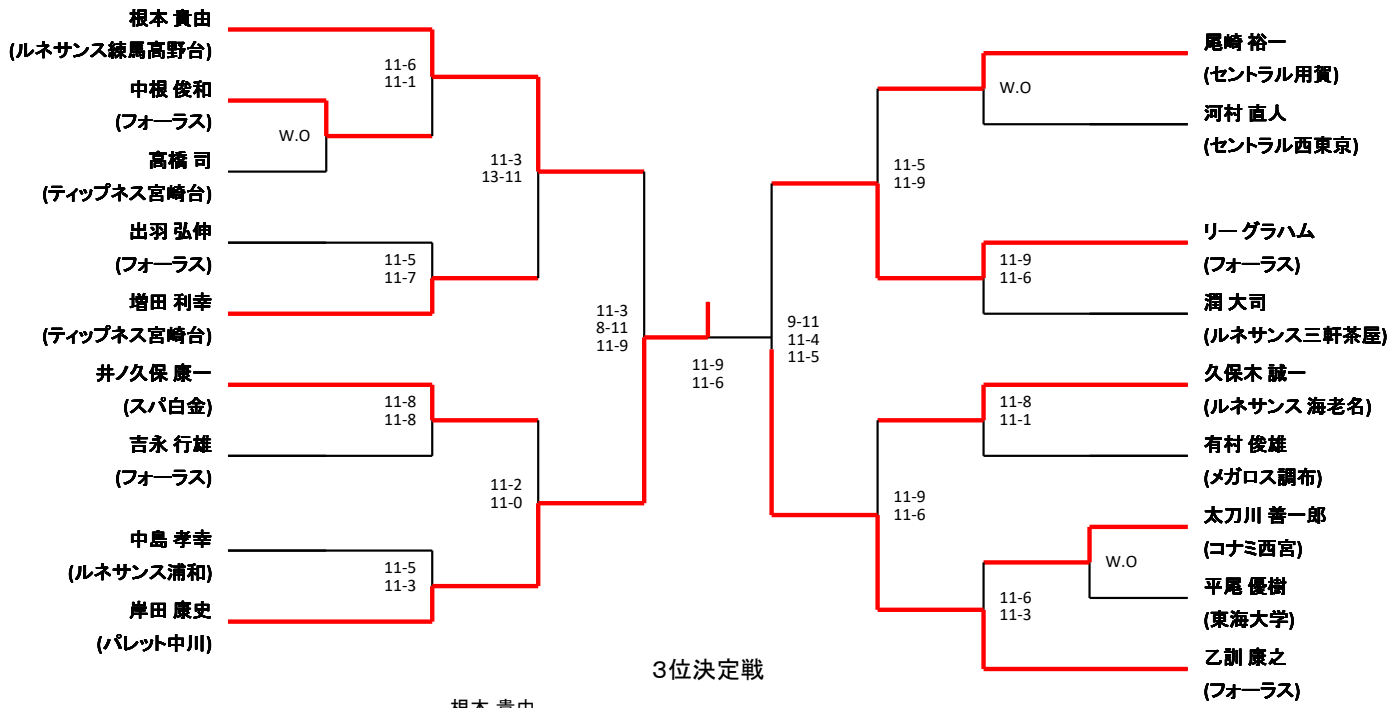 根本 貴由
(ルネサンス練馬高野台)
11-6
11-1
中根 俊和
(フォーラス)
W.O
高橋 司
(ティップネス宮崎台)
11-3
13-11
出羽 弘伸
(フォーラス)
11-5
11-7
増田 利幸
(ティップネス宮崎台)
11-3
8-11
11-9
井ノ久保 康一
(スパ白金)
11-8
11-8
吉永 行雄
(フォーラス)
11-2
11-0
中島 孝幸
(ルネサンス浦和)
11-5
11-3
岸田 康史
(パレット中川)
11-9
11-6
尾崎 裕一
(セントラル用賀)
W.O
河村 直人
(セントラル西東京)
11-5
11-9
リー グラハム
(フォーラス)
11-9
11-6
潤 大司
(ルネサンス三軒茶屋)
9-11
11-4
11-5
久保木 誠一
(ルネサンス 海老名)
11-8
11-1
有村 俊雄
(メガロス調布)
11-9
11-6
太刀川 善一郎
(コナミ西宮)
W.O
平尾 優樹
(東海大学)
11-6
11-3
乙訓 康之
(フォーラス)
3位決定戦
根本 貴由